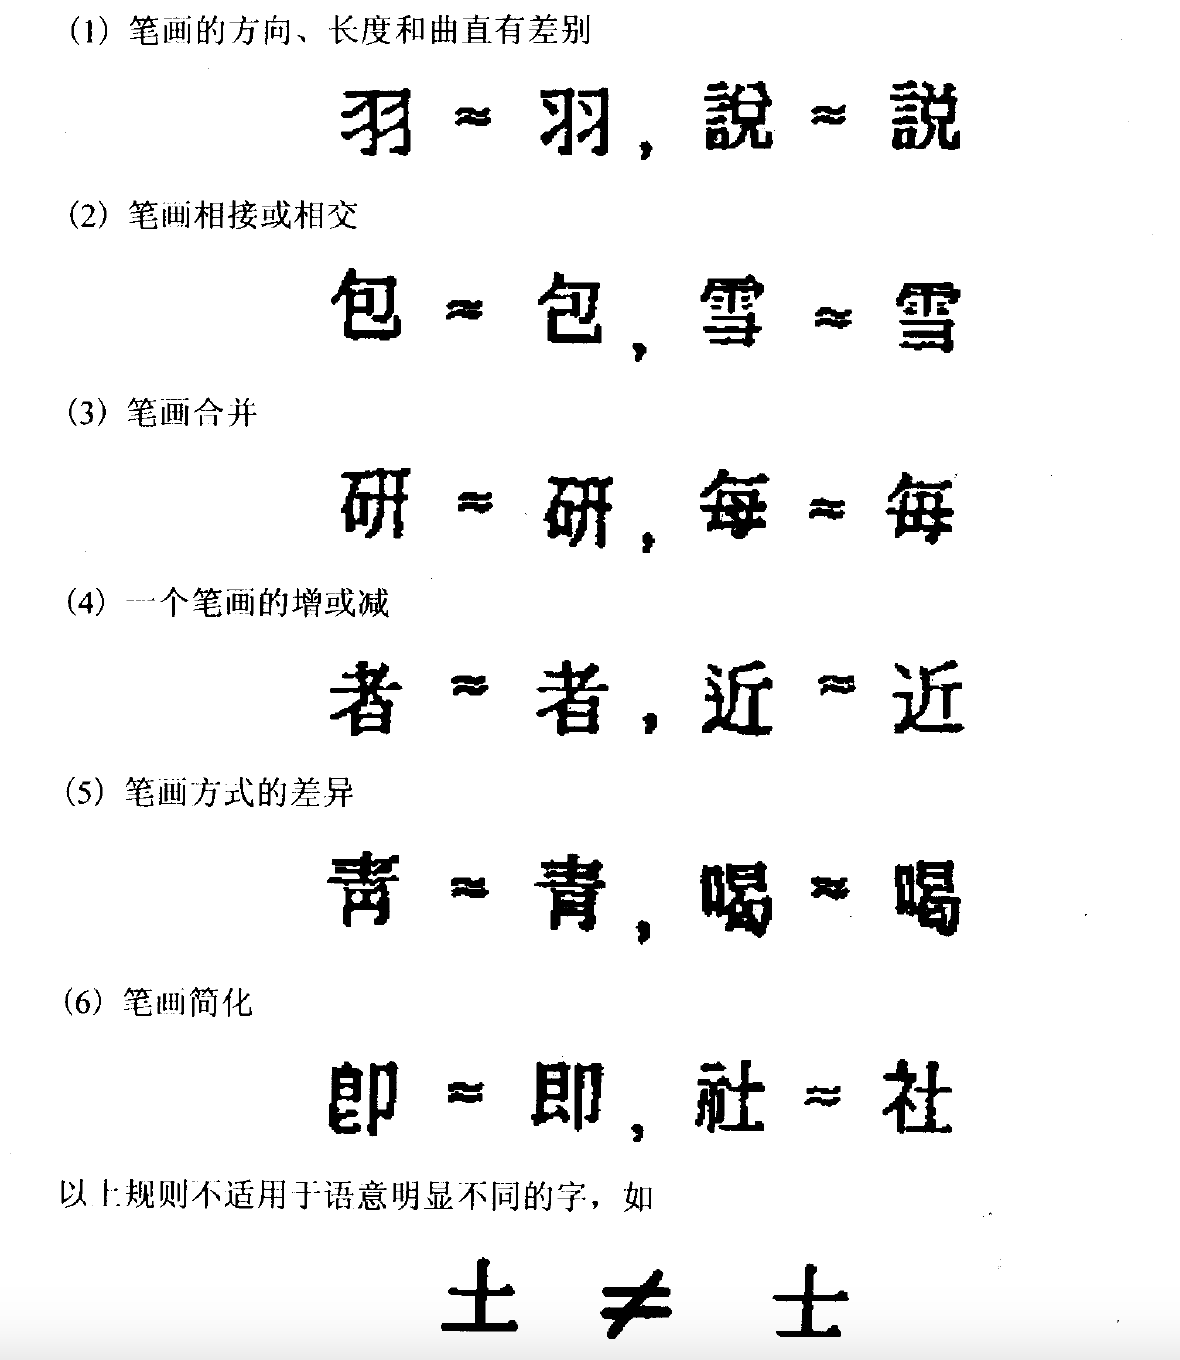 (1) 笔画的方向、长度和曲直有差别
羽 ≈ 羽, 說 ≈ 説
(2) 笔画相接或相交
包 ≈ 包, 雪 ≈ 雪
(3) 笔画合并
硏 ≈ 研, 每 ≈ 毎
(4) 一个笔画的增或减
者 ≈ 者, 近 ≈ 近
(5) 笔画方式的差异
靑 ≈ 青, 喝 ≈ 喝
(6) 笔画简化
卽 ≈ 即, 社 ≈ 社
以上规则不适用于语意明显不同的字，如
土 ≠ 士